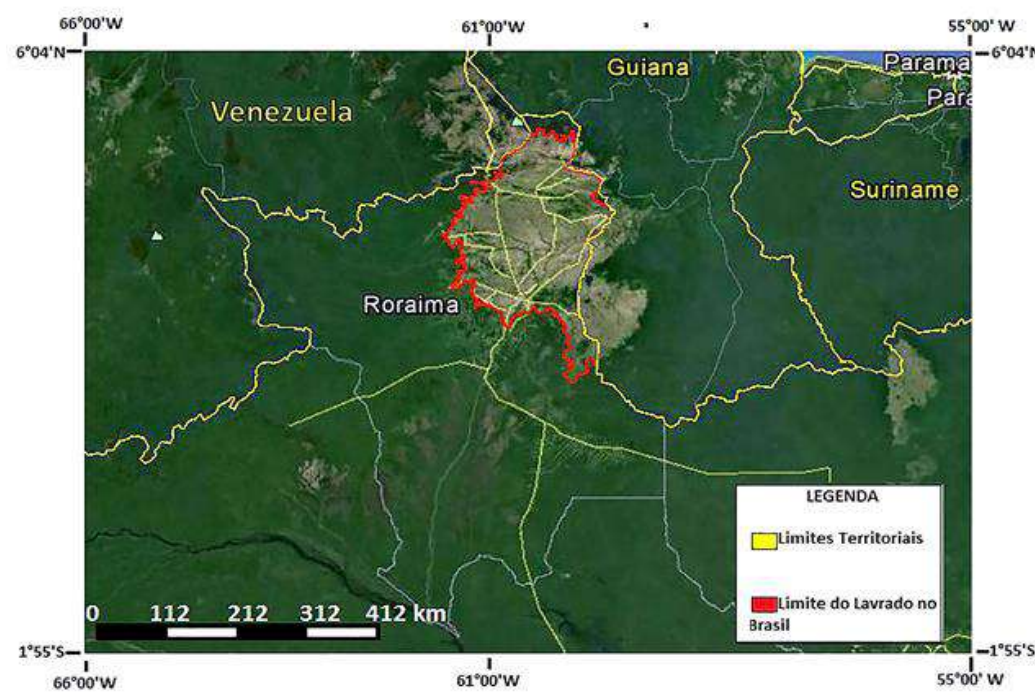 66°00'W
61°00'W
55°00'W
6°04'N
6°04'N
Guiana
Parama
Para
Venezuela
Suriname
Roraima
LEGENDA
Limites Territoriais
Limite do Lavrado no
Brasil
0 112 212 312 412 km
1°55'S
1°55'S
66°00'W
61°00'W
55°00'W